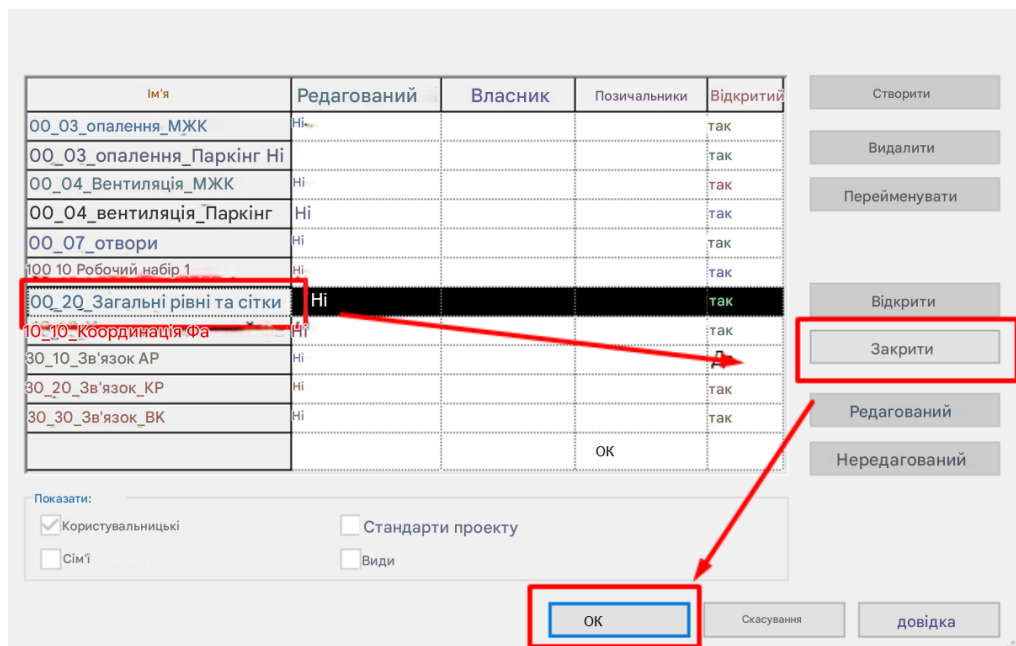 Ім'я Редагований Власник Позичальники Відкритий
00_03_опалення_МЖК Ні так
00_03_опалення_Паркінг Ні так
00_04_Вентиляція_МЖК Ні так
00_04_вентиляція_Паркінг Ні так
00_07_отвори Ні так
100 10 Робочий набір 1 Ні так
00_20_Загальні рівні та сітки Ні так
10_10_Координація Фа Ні так
30_10_Зв'язок АР Ні
30_20_Зв'язок_КР Ні так
30_30_Зв'язок_ВК Ні так
ОК
Створити
Видалити
Перейменувати
Відкрити
Закрити
Редагований
Нередагований
Показати:
Користувальницькі Стандарти проекту
Сім'ї Види
ОК Скасування довідка